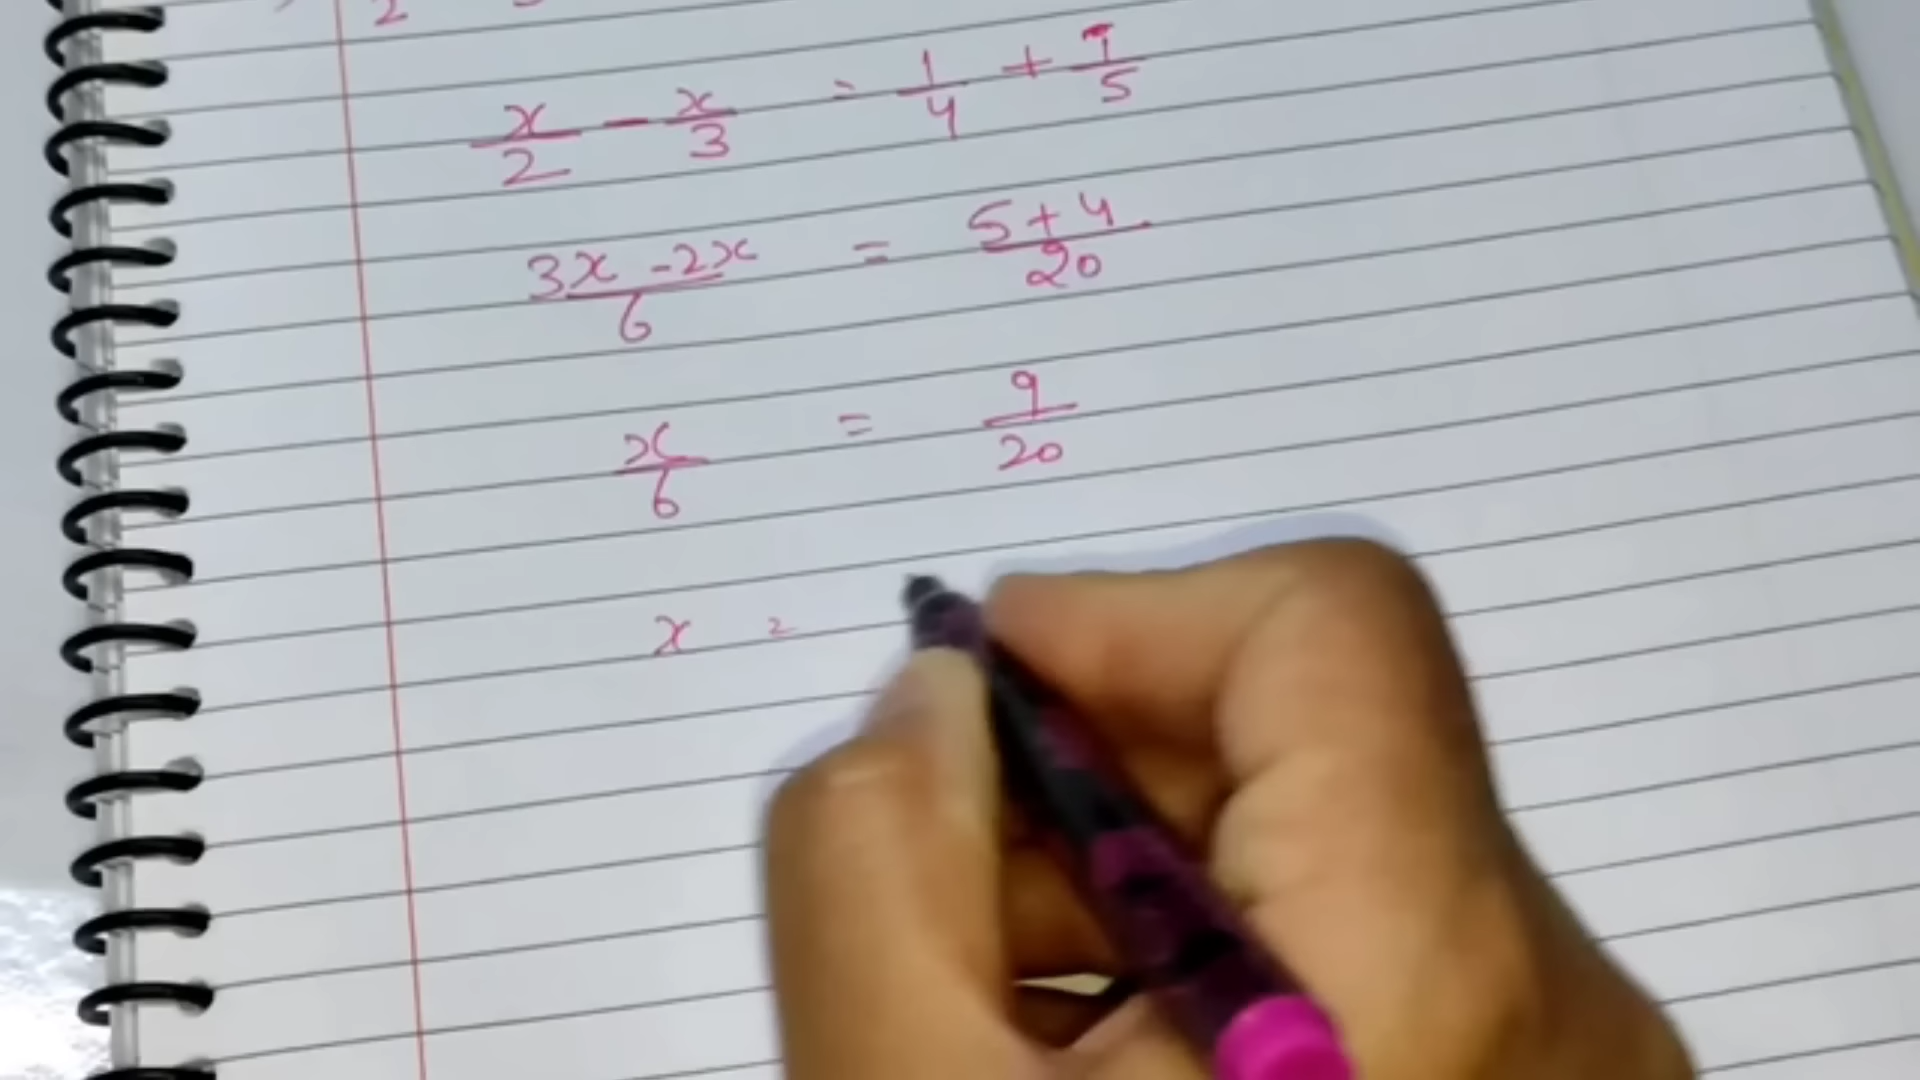 x/2 - x/3 = 1/4 + 1/5
3x - 2x/6 = 5 + 4/20
x/6 = 9/20
x =